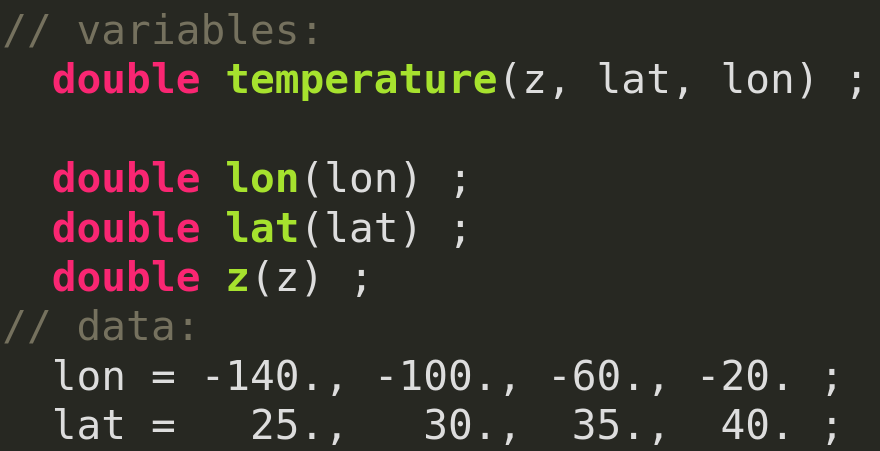 // variables:
  double temperature(z, lat, lon) ;

  double lon(lon) ;
  double lat(lat) ;
  double z(z) ;
// data:
  lon = -140., -100., -60., -20. ;
  lat =   25.,   30.,  35.,  40. ;